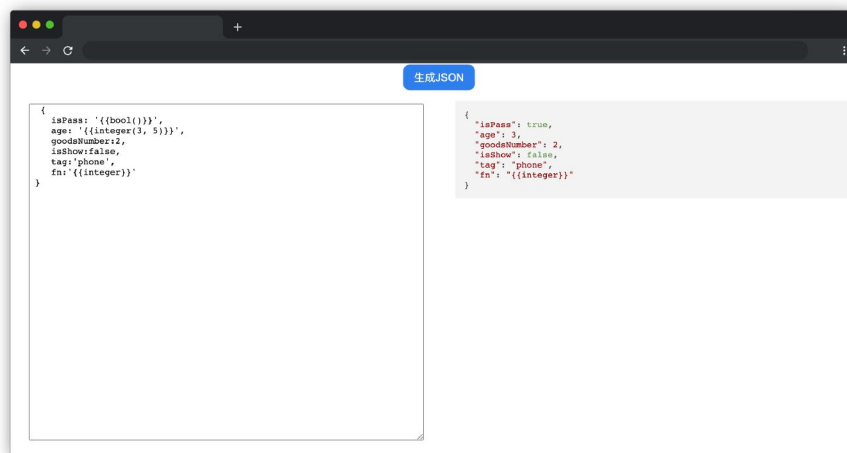 生成JSON
{
isPass: '{{bool()}}',
age: '{{integer(3, 5)}}',
goodsNumber:2,
isShow:false,
tag:'phone',
fn:'{{integer}}'
}
{
"isPass": true,
"age": 3,
"goodsNumber": 2,
"isShow": false,
"tag": "phone",
"fn": "{{integer}}"
}